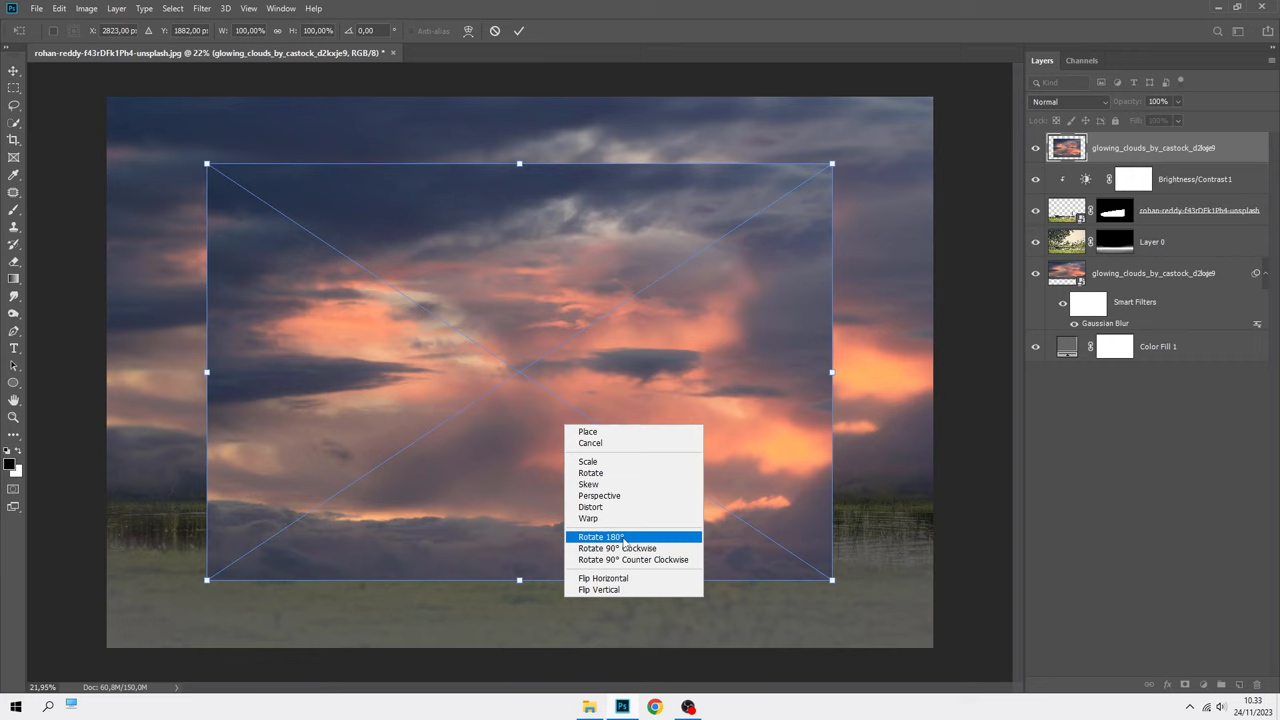 File Edit Image Layer Type Select Filter 3D View Window Help
X: 2823,00 px Y: 1882,00 px W: 100,00% H: 100,00% 0,00 ° Anti-alias
rohan-reddy-f43rDFk1Ph4-unsplash.jpg @ 22% (glowing_clouds_by_castock_d2kxje9, RGB/8) * ×
Layers Channels
Kind
Normal Opacity: 100%
Lock: Fill: 100%
glowing_clouds_by_castock_d2kxje9
Brightness/Contrast 1
rohan-reddy-f43rDFk1Ph4-unsplash
Layer 0
glowing_clouds_by_castock_d2kxje9
Smart Filters
Gaussian Blur
Color Fill 1
Place
Cancel
Scale
Rotate
Skew
Perspective
Distort
Warp
Rotate 180°
Rotate 90° Clockwise
Rotate 90° Counter Clockwise
Flip Horizontal
Flip Vertical
21,95% Doc: 60,8M/150,0M
Ps
10.33
24/11/2023